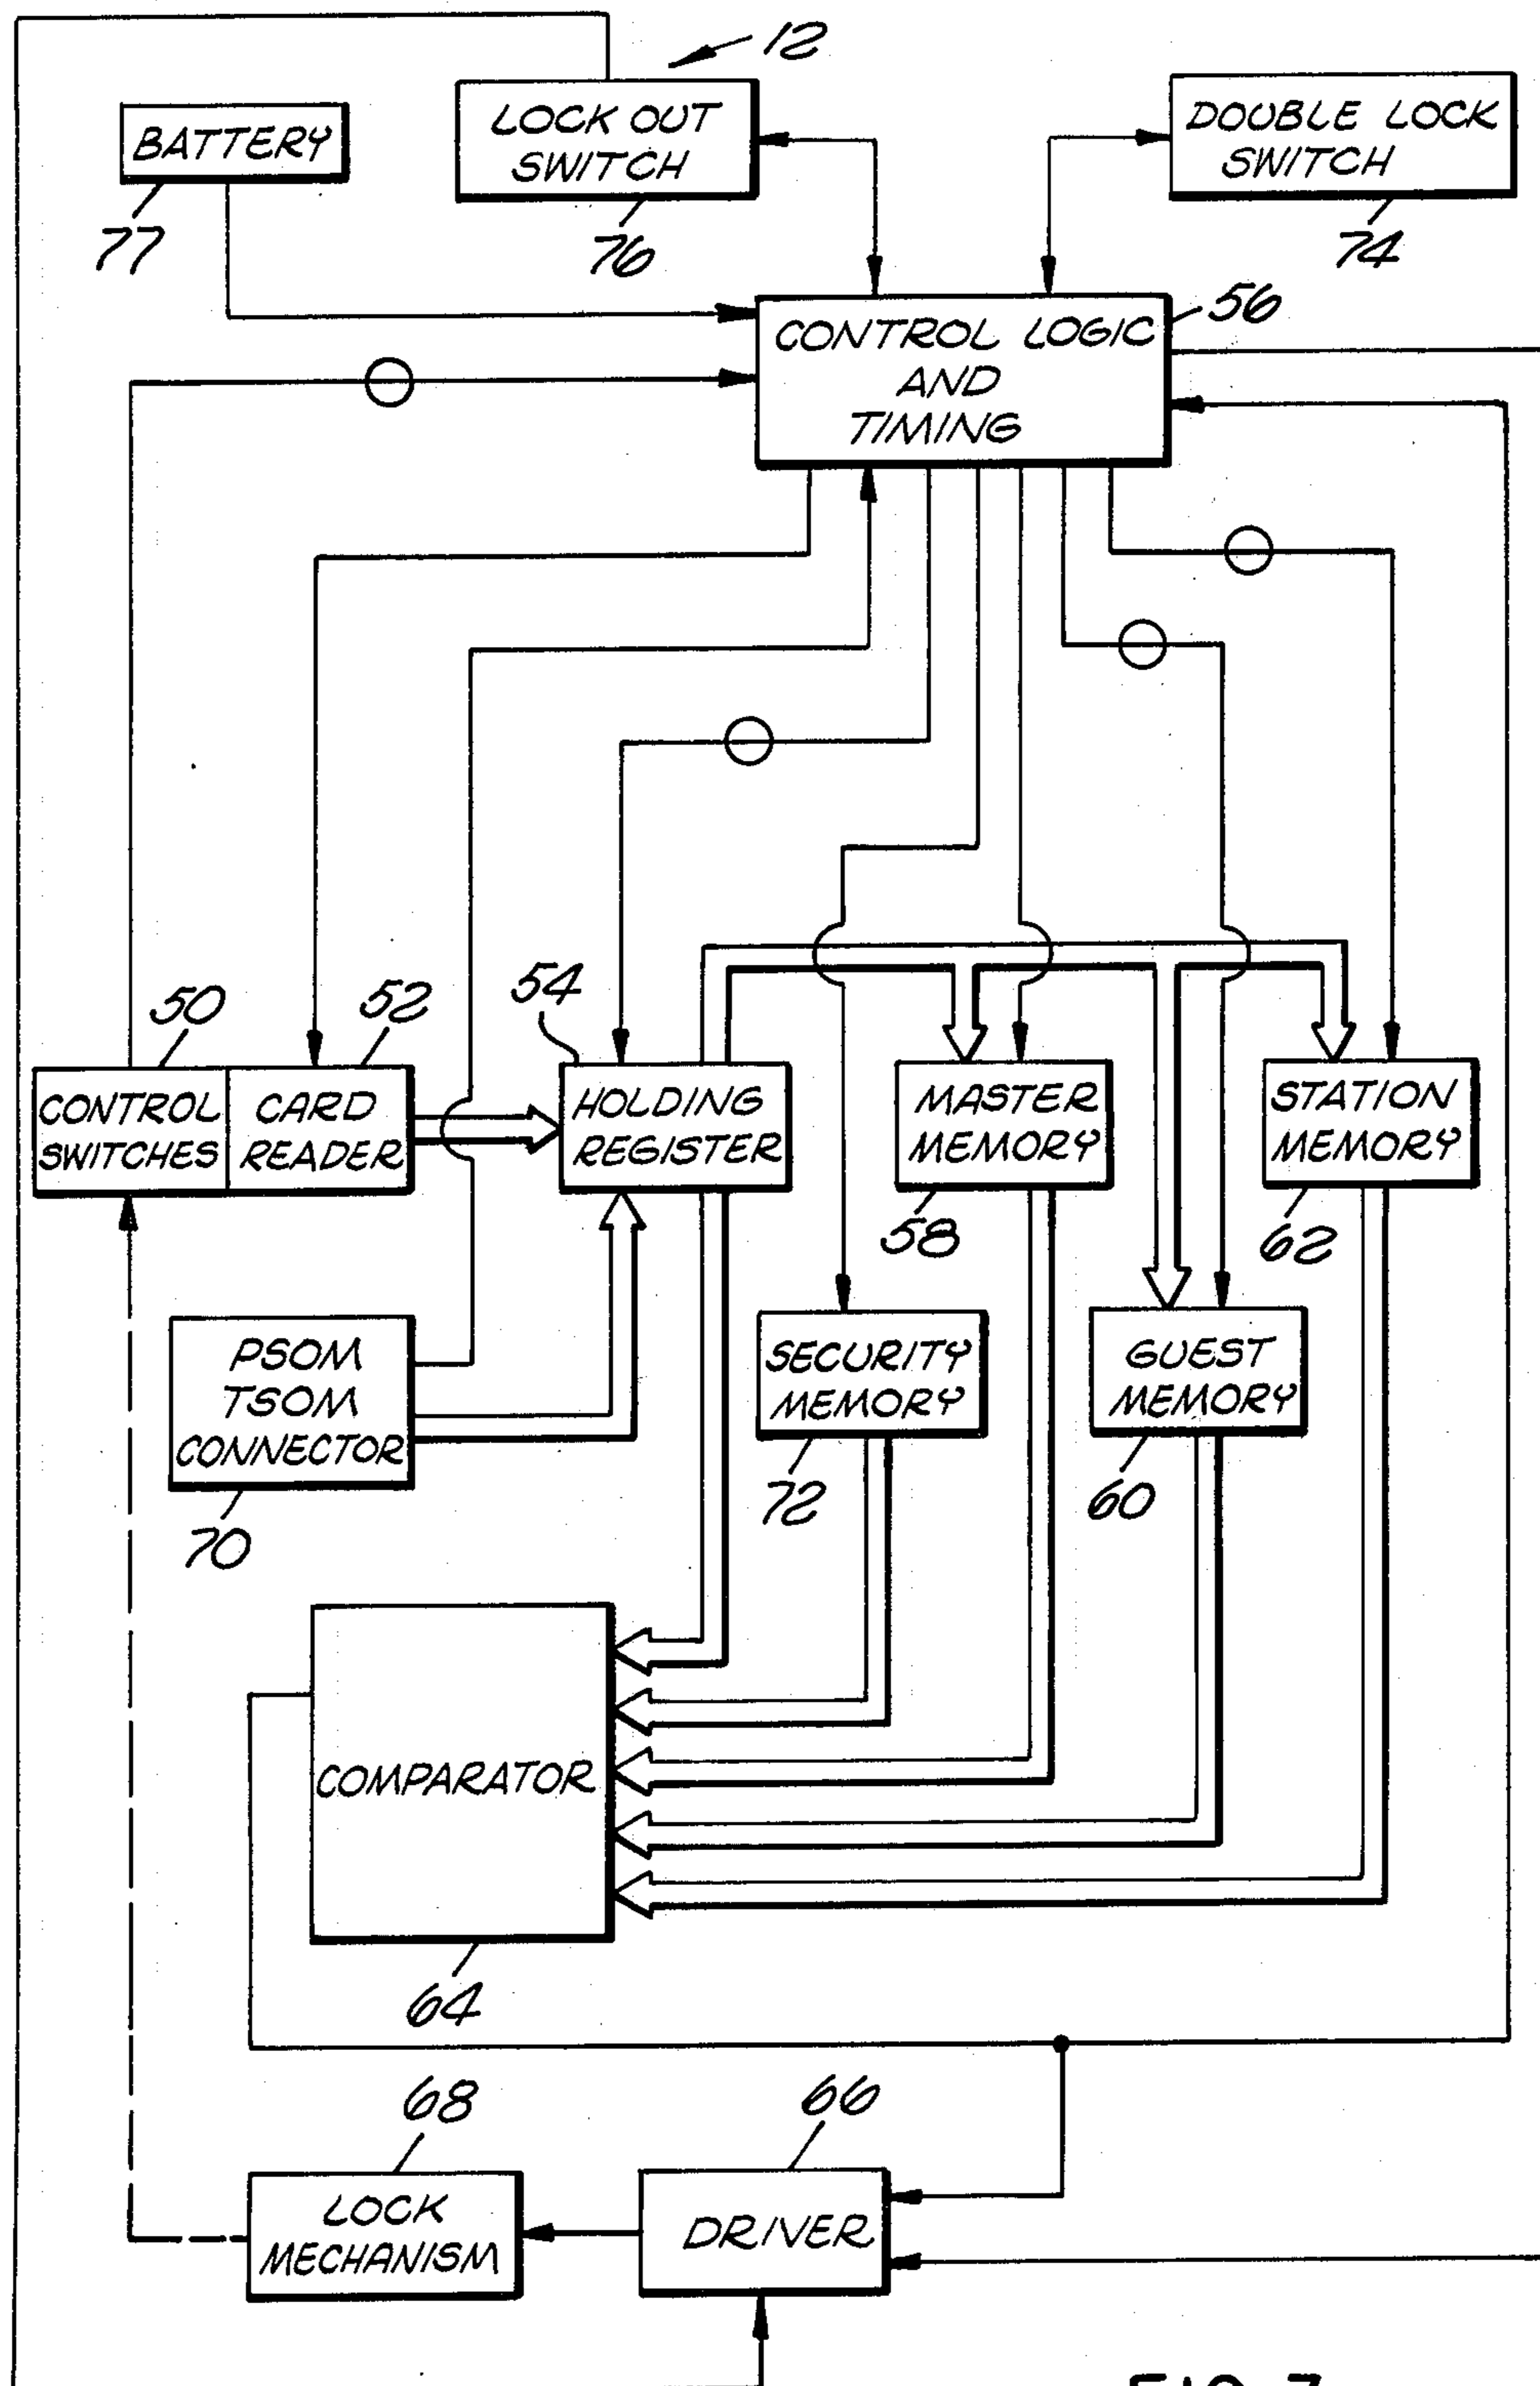 12
BATTERY
77
LOCK OUT
SWITCH
76
DOUBLE LOCK
SWITCH
74
CONTROL LOGIC
AND
TIMING
56
50
52
54
CONTROL
SWITCHES
CARD
READER
HOLDING
REGISTER
MASTER
MEMORY
58
STATION
MEMORY
62
PSOM
TSOM
CONNECTOR
70
SECURITY
MEMORY
72
GUEST
MEMORY
60
COMPARATOR
64
68
66
LOCK
MECHANISM
DRIVER